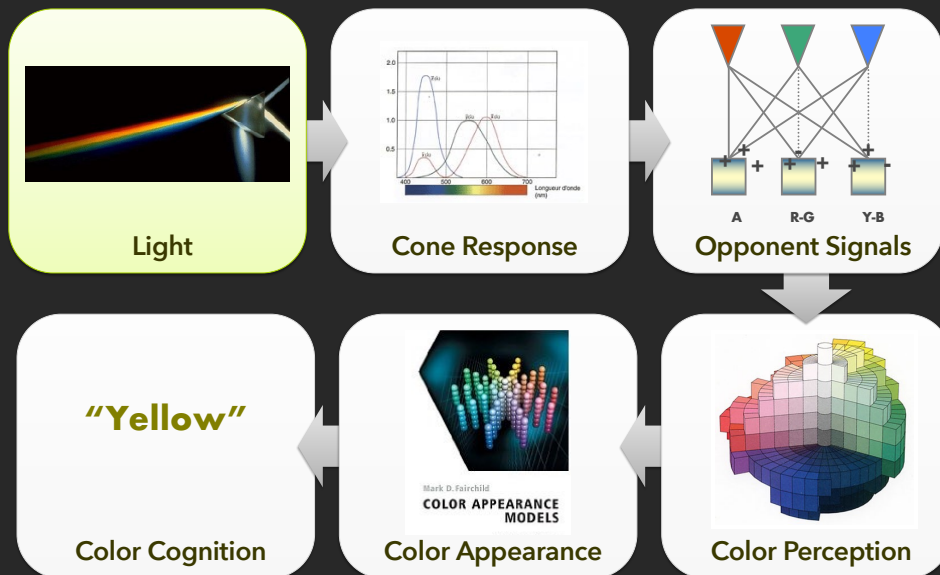 2.0
1.5
1.0
0.5
400 500 600 700
Longueur d'onde
(nm)
Light
Cone Response
+ + + + - + + + -
A R-G Y-B
Opponent Signals
"Yellow"
Color Cognition
Mark D.Fairchild
COLOR APPEARANCE
MODELS
Color Appearance
Color Perception